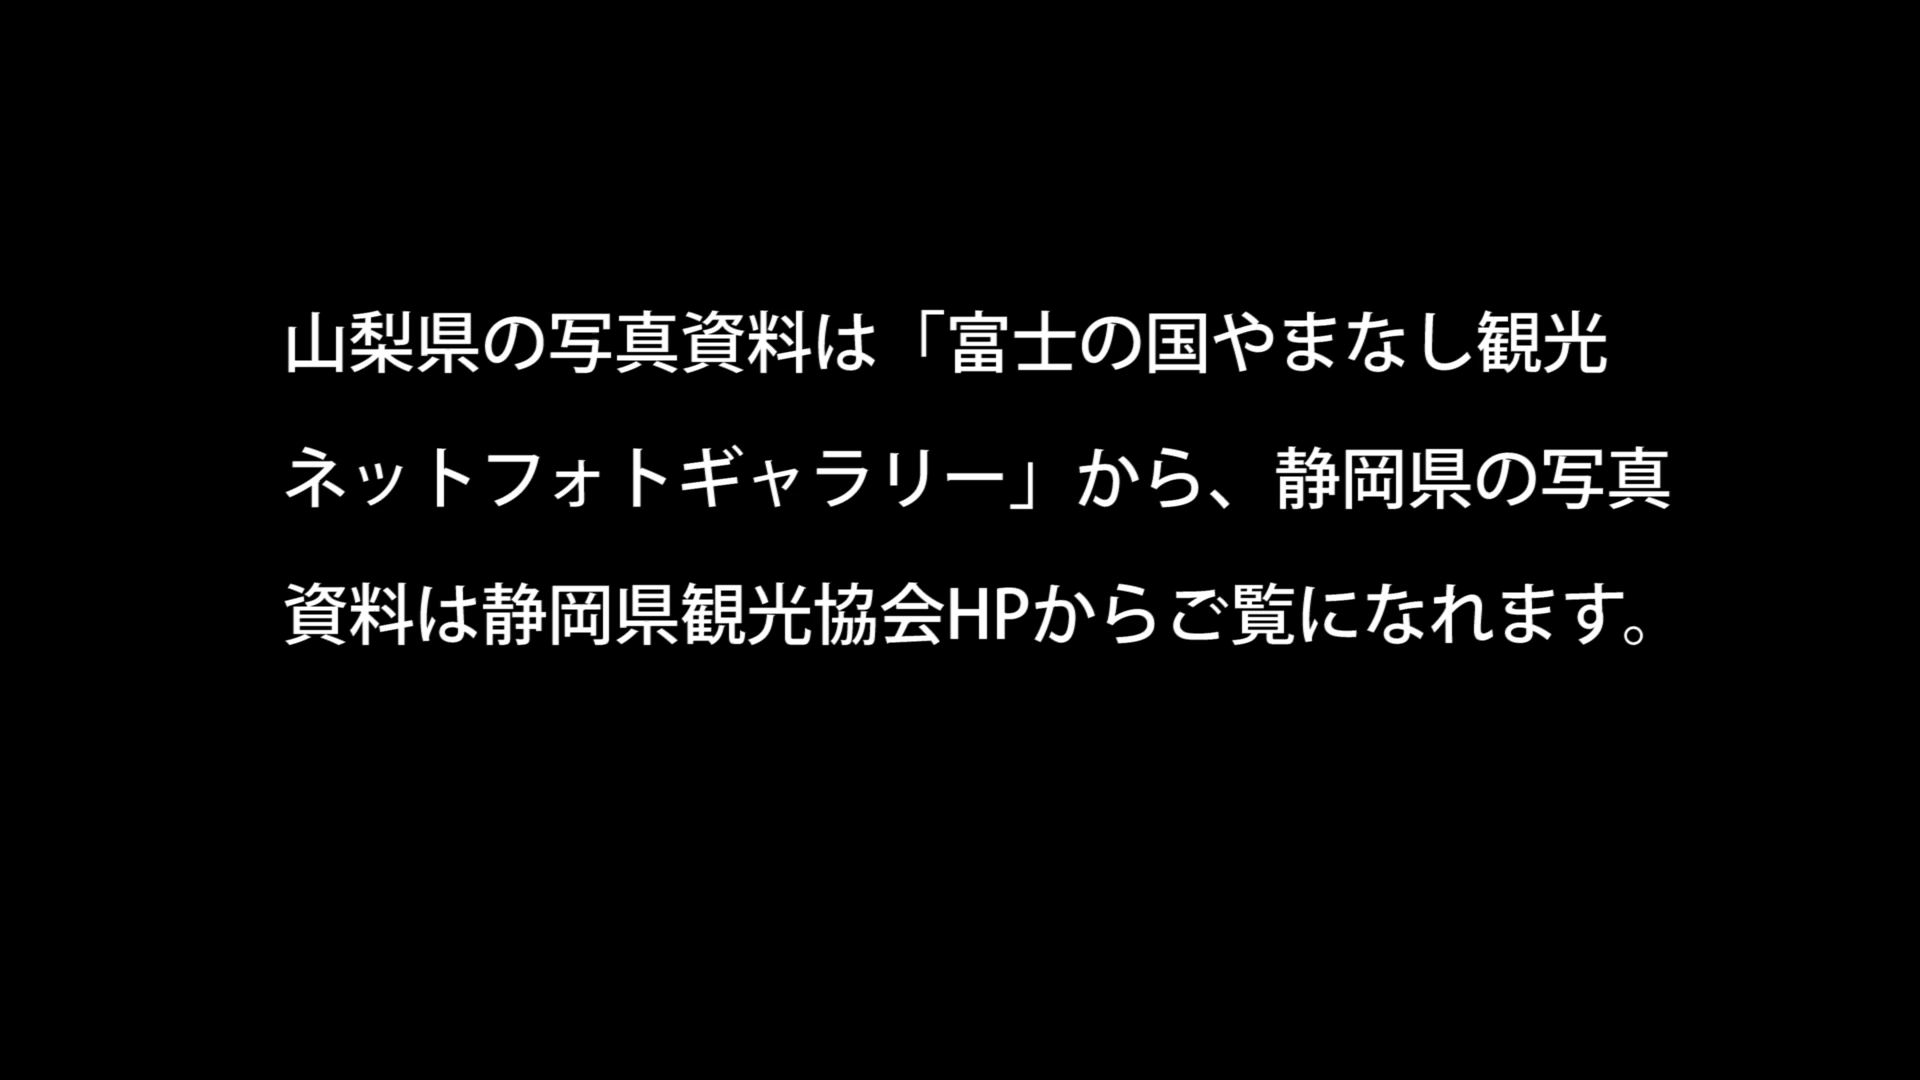 山梨県の写真資料は「富士の国やまなし観光
ネットフォトギャラリー」から、静岡県の写真
資料は静岡県観光協会HPからご覧になれます。